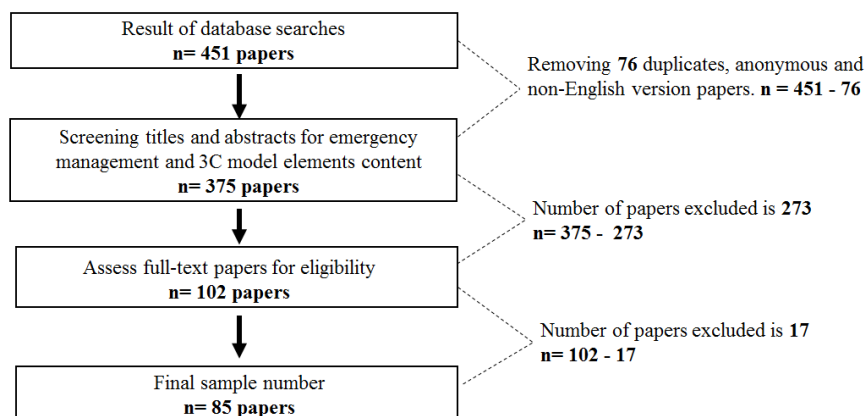 Result of database searches
n= 451 papers
Removing 76 duplicates, anonymous and
non-English version papers. n = 451 - 76
Screening titles and abstracts for emergency
management and 3C model elements content
n= 375 papers
Number of papers excluded is 273
n= 375 - 273
Assess full-text papers for eligibility
n= 102 papers
Number of papers excluded is 17
n= 102 - 17
Final sample number
n= 85 papers